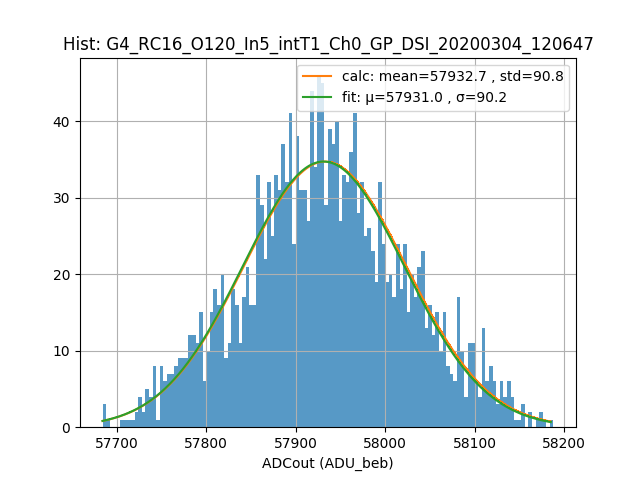 Hist: G4_RC16_O120_In5_intT1_Ch0_GP_DSI_20200304_120647
calc: mean=57932.7 , std=90.8
fit: μ=57931.0 , σ=90.2
40
30
20
10
0
57700 57800 57900 58000 58100 58200
ADCout (ADU_beb)